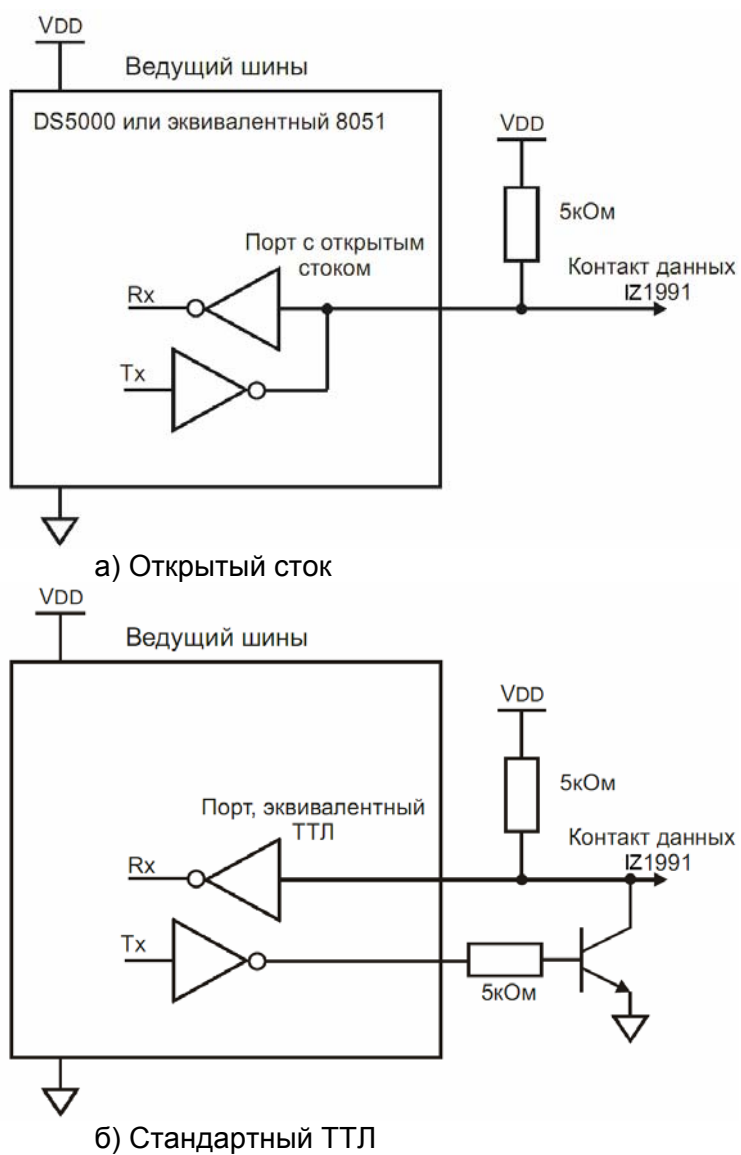 VDD
Ведущий шины
DS5000 или эквивалентный 8051
VDD
5кОм
Порт с открытым
стоком
Контакт данных
IZ1991
Rx
Tx
а) Открытый сток
VDD
Ведущий шины
VDD
5кОм
Порт, эквивалентный
ТТЛ
Контакт данных
IZ1991
Rx
Tx
5кОм
б) Стандартный ТТЛ